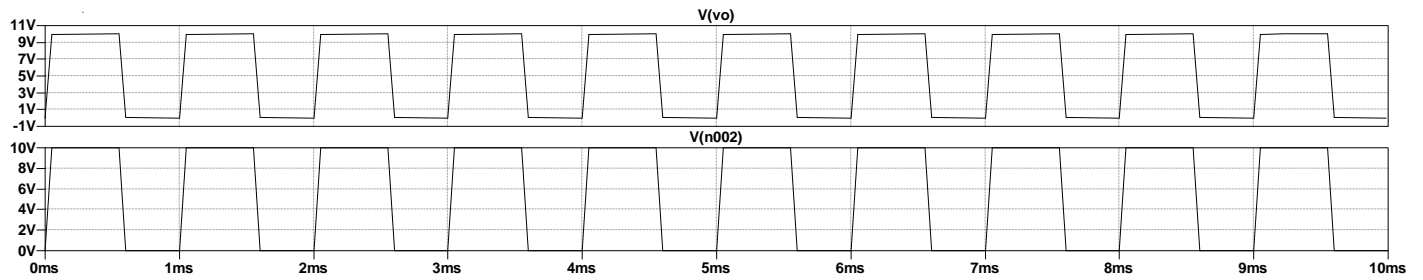 V(vo)
11V
9V
7V
5V
3V
1V
-1V
V(n002)
10V
8V
6V
4V
2V
0V
0ms 1ms 2ms 3ms 4ms 5ms 6ms 7ms 8ms 9ms 10ms